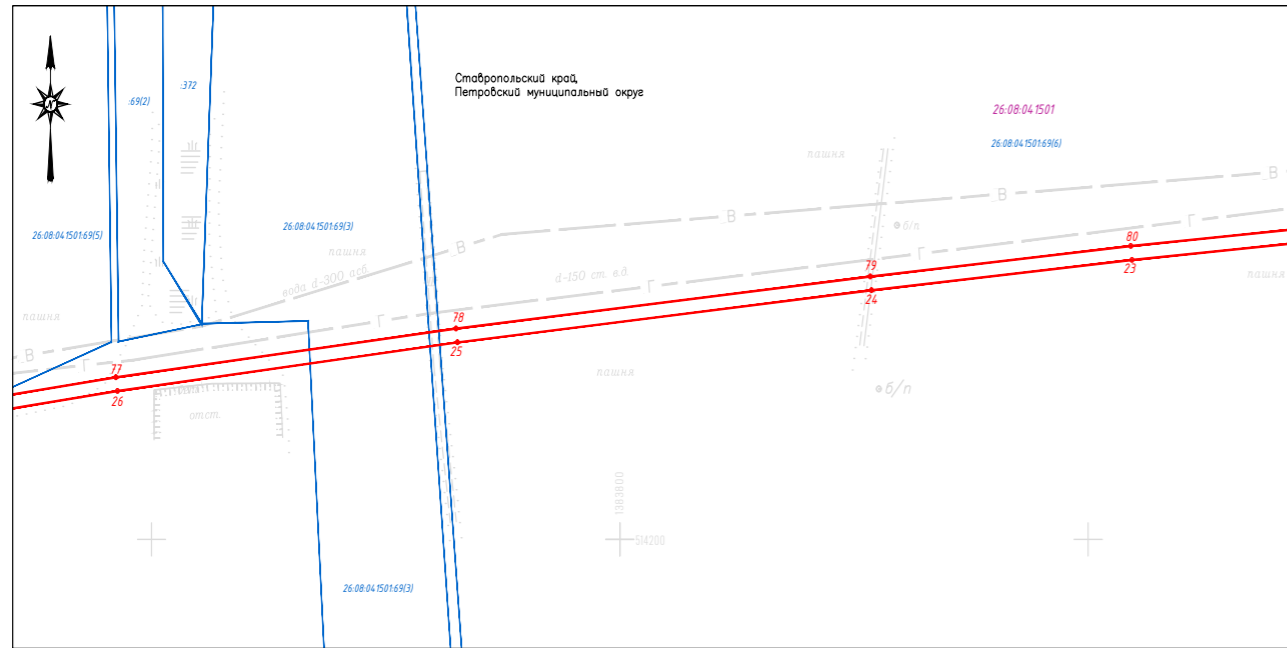 N
:69(2)
:372
Ставропольский край,
Петровский муниципальный округ
26:08:041501
26:08:041501:69(6)
пашня
В
В
В
26:08:041501:69(5)
26:08:041501:69(3)
пашня
б/п
вода d-300 асб.
d-150 ст. в.д.
Г
Г
Г
Г
80
79
23
24
пашня
78
25
пашня
В
Г
77
26
пашня
отст.
б/п
1383800
514200
26:08:041501:69(3)